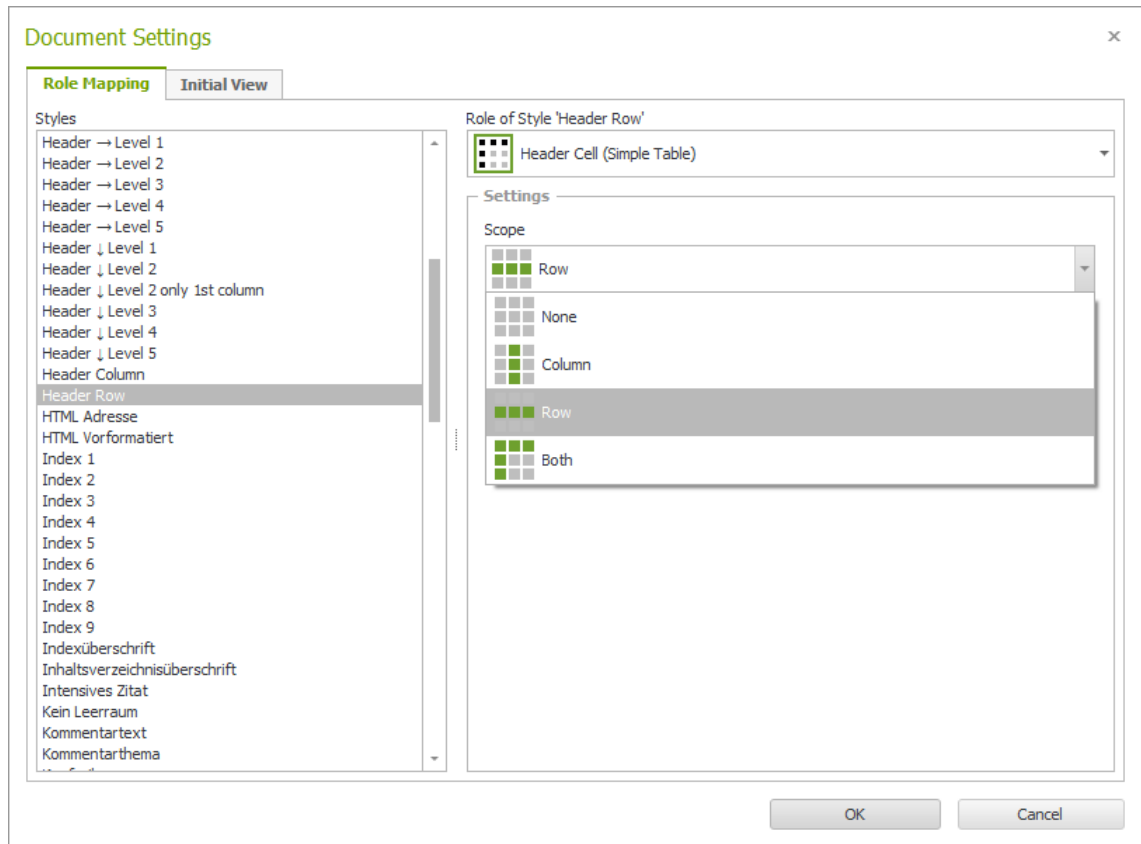 Document Settings
Role Mapping
Initial View
Styles
Header → Level 1
Header → Level 2
Header → Level 3
Header → Level 4
Header → Level 5
Header ↓ Level 1
Header ↓ Level 2
Header ↓ Level 2 only 1st column
Header ↓ Level 3
Header ↓ Level 4
Header ↓ Level 5
Header Column
Header Row
HTML Adresse
HTML Vorformatiert
Index 1
Index 2
Index 3
Index 4
Index 5
Index 6
Index 7
Index 8
Index 9
Indexüberschrift
Inhaltsverzeichnisüberschrift
Intensives Zitat
Kein Leerraum
Kommentartext
Kommentarthema
Role of Style 'Header Row'
Header Cell (Simple Table)
Settings
Scope
Row
None
Column
Row
Both
OK
Cancel